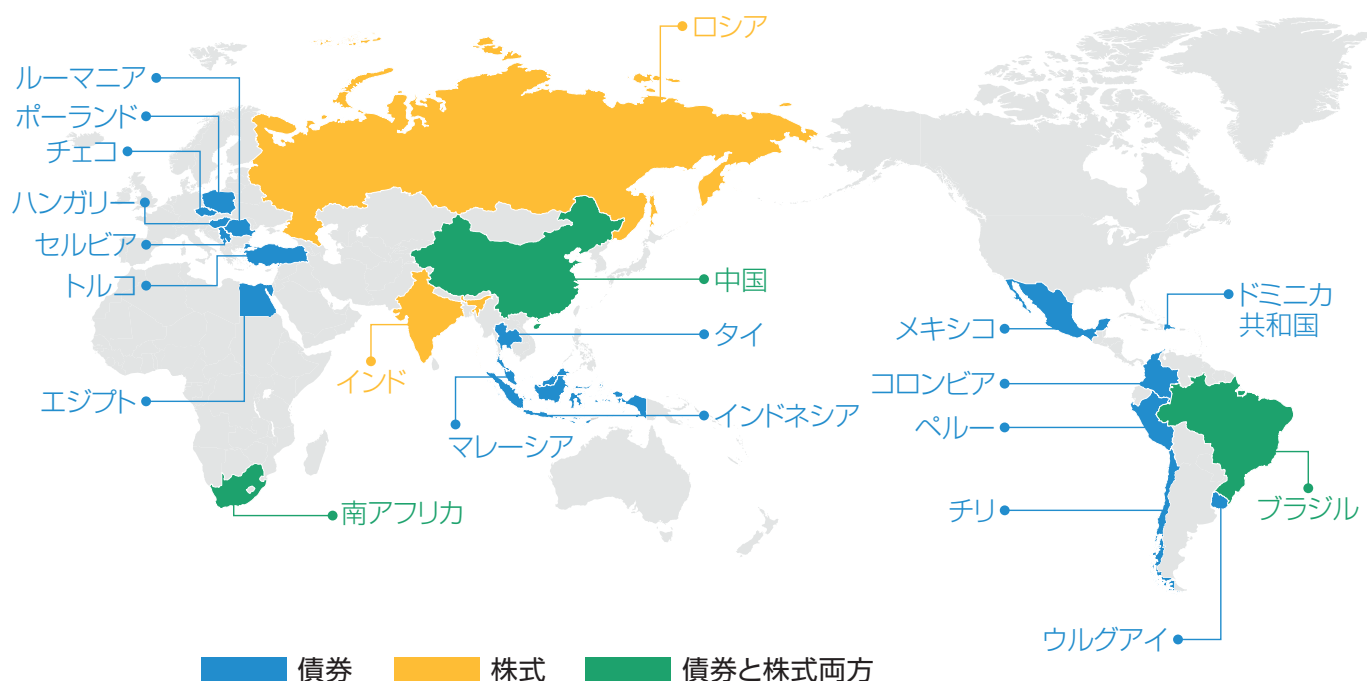 ロシア
ルーマニア
ポーランド
チェコ
ハンガリー
セルビア
トルコ
エジプト
中国
タイ
インド
インドネシア
マレーシア
南アフリカ
ドミニカ
共和国
メキシコ
コロンビア
ペルー
チリ
ブラジル
ウルグアイ
債券
株式
債券と株式両方